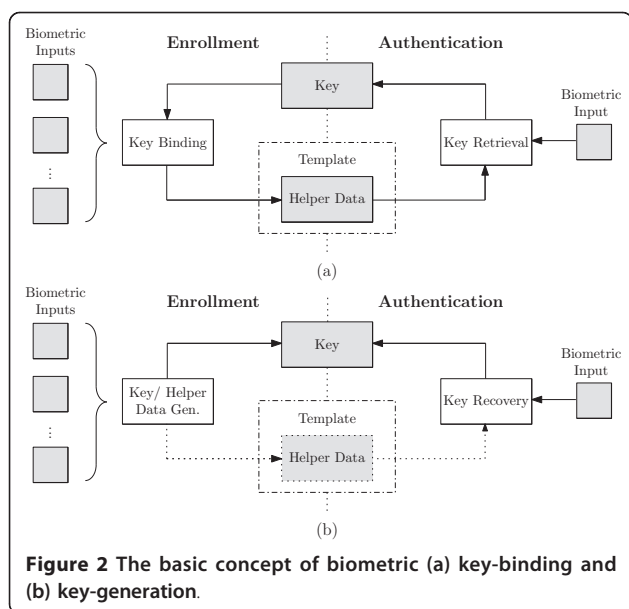 Biometric
Inputs
Enrollment
Authentication
Key
Biometric
Input
Key Binding
Key Retrieval
Template
Helper Data
(a)
Biometric
Inputs
Enrollment
Authentication
Key
Biometric
Input
Key/ Helper
Data Gen.
Key Recovery
Template
Helper Data
(b)
Figure 2 The basic concept of biometric (a) key-binding and
(b) key-generation.